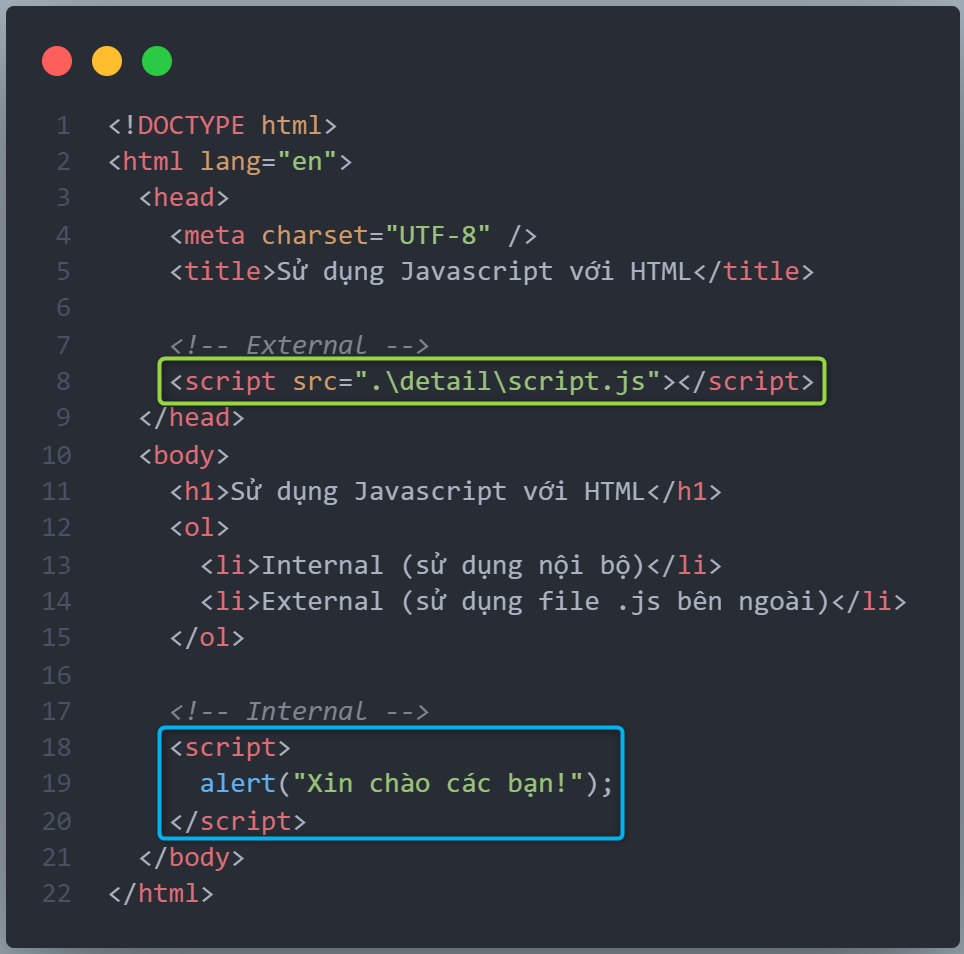 1 <!DOCTYPE html>
2 <html lang="en">
3   <head>
4     <meta charset="UTF-8" />
5     <title>Sử dụng Javascript với HTML</title>
6
7     <!-- External -->
8     <script src=".\detail\script.js"></script>
9   </head>
10   <body>
11     <h1>Sử dụng Javascript với HTML</h1>
12     <ol>
13       <li>Internal (sử dụng nội bộ)</li>
14       <li>External (sử dụng file .js bên ngoài)</li>
15     </ol>
16
17     <!-- Internal -->
18     <script>
19       alert("Xin chào các bạn!");
20     </script>
21   </body>
22 </html>